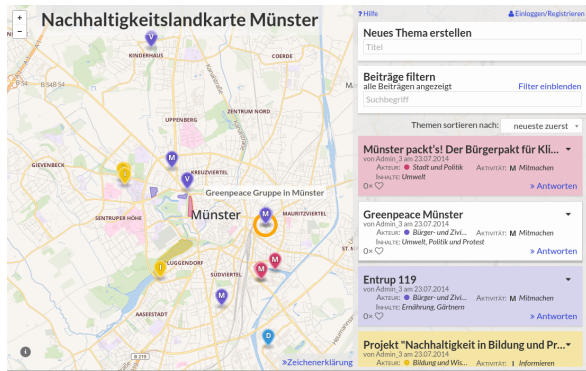 Nachhaltigkeitslandkarte Münster
+
−
V
KINDERHAUS
COERDE
B 54
B 54
UPPENBERG
ZENTRUM NORD
GIEVENBECK
M
V
KREUZVIERTEL
Greenpeace Gruppe in Münster
SENTRUPER HÖHE
Münster
M
MAURITZVIERTEL
PLUGGENDORF
SÜDVIERTEL
M
M
M
AASEESTADT
B 219
D
»Zeichenerklärung
? Hilfe
Einloggen/Registrieren
Neues Thema erstellen
Titel
Beiträge filtern
alle Beiträgen angezeigt
Filter einblenden
Suchbegriff
Themen sortieren nach:
neueste zuerst
Münster packt's! Der Bürgerpakt für Kli...
von Admin_3 am 23.07.2014
AKTEUR: Stadt und Politik AKTIVITÄT: M Mitmachen
INHALTE: Umwelt
0×
» Antworten
Greenpeace Münster
von Admin_3 am 23.07.2014
AKTEUR: Bürger- und Zivi... AKTIVITÄT: M Mitmachen
INHALTE: Umwelt, Politik und Protest
0×
» Antworten
Entrup 119
von Admin_3 am 23.07.2014
AKTEUR: Bürger- und Zivi... AKTIVITÄT: M Mitmachen
INHALTE: Ernährung, Gärtnern
0×
» Antworten
Projekt "Nachhaltigkeit in Bildung und Pr...
von Admin_3 am 23.07.2014
AKTEUR: Bildung und Wis... AKTIVITÄT: I Informieren